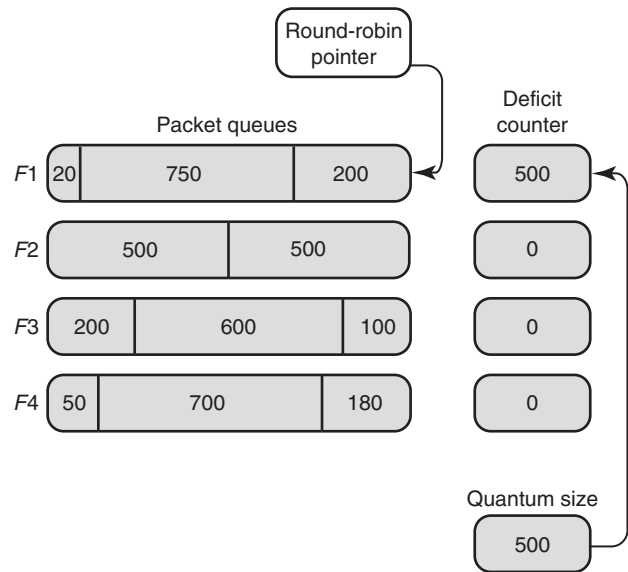 Round-robin
pointer
Packet queues
Deficit
counter
F1 20 750 200 500
F2 500 500 0
F3 200 600 100 0
F4 50 700 180 0
Quantum size
500